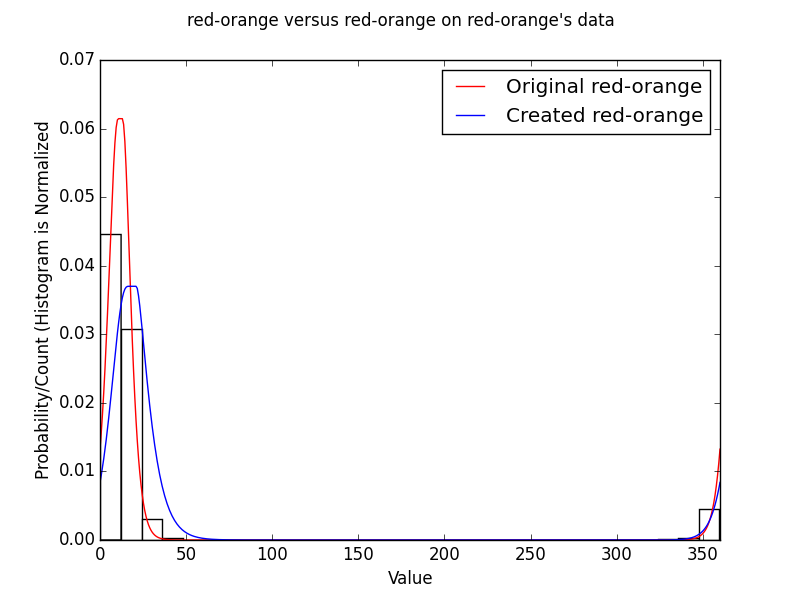 red-orange versus red-orange on red-orange's data
Original red-orange
Created red-orange
Probability/Count (Histogram is Normalized
0.07
0.06
0.05
0.04
0.03
0.02
0.01
0.00
0 50 100 150 200 250 300 350
Value